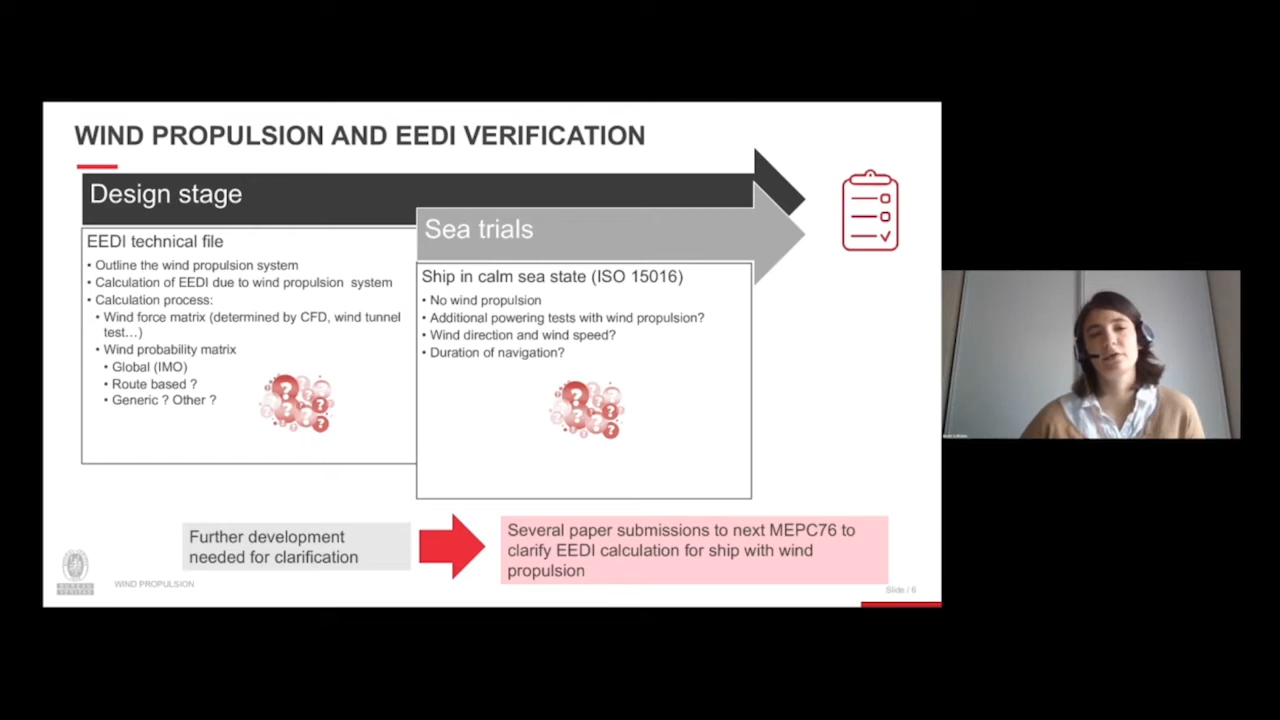 WIND PROPULSION AND EEDI VERIFICATION
Design stage
EEDI technical file
• Outline the wind propulsion system
• Calculation of EEDI due to wind propulsion system
• Calculation process:
• Wind force matrix (determined by CFD, wind tunnel
test…)
• Wind probability matrix
• Global (IMO)
• Route based ?
• Generic ? Other ?
Sea trials
Ship in calm sea state (ISO 15016)
• No wind propulsion
• Additional powering tests with wind propulsion?
• Wind direction and wind speed?
• Duration of navigation?
Further development
needed for clarification
Several paper submissions to next MEPC76 to
clarify EEDI calculation for ship with wind
propulsion
BUREAU
VERITAS
WIND PROPULSION
Slide / 6